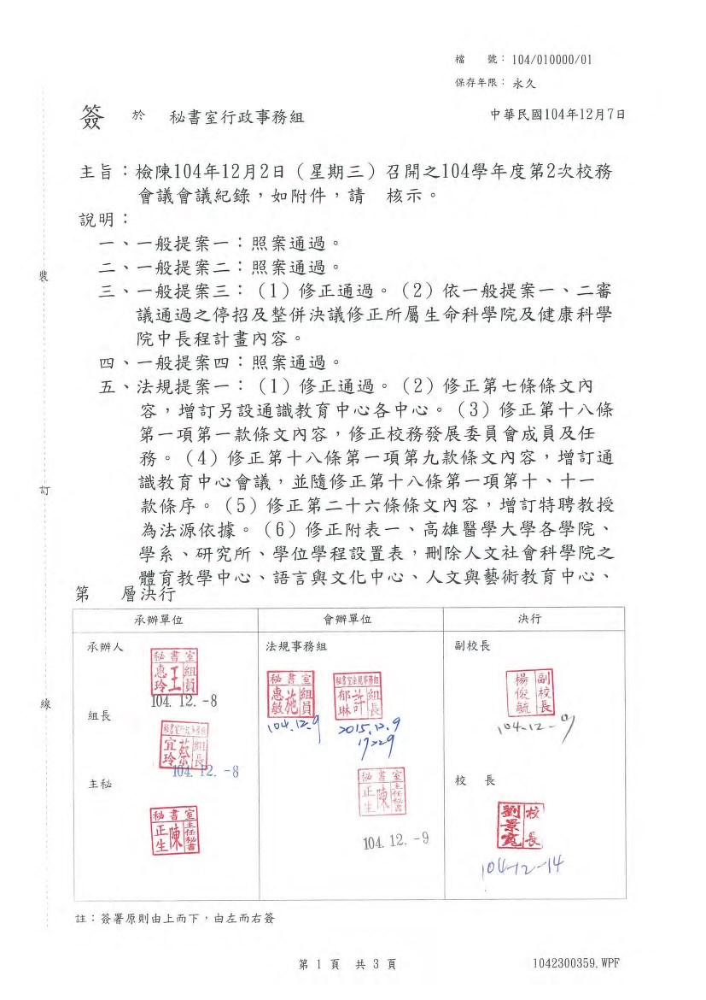 檔　　號：104/010000/01
保存年限：永久
簽　於　秘書室行政事務組　中華民國104年12月7日
主旨：檢陳104年12月2日（星期三）召開之104學年度第2次校務
會議會議紀錄，如附件，請　核示。
說明：
一、一般提案一：照案通過。
二、一般提案二：照案通過。
三、一般提案三：（1）修正通過。（2）依一般提案一、二審
議通過之停招及整併決議修正所屬生命科學院及健康科學
院中長程計畫內容。
四、一般提案四：照案通過。
五、法規提案一：（1）修正通過。（2）修正第七條條文內
容，增訂另設通識教育中心各中心。（3）修正第十八條
第一項第一款條文內容，修正校務發展委員會成員及任
務。（4）修正第十八條第一項第九款條文內容，增訂通
識教育中心會議，並隨修正第十八條第一項第十、十一
款條序。（5）修正第二十六條條文內容，增訂特聘教授
為法源依據。（6）修正附表一、高雄醫學大學各學院、
學系、研究所、學位學程設置表，刪除人文社會科學院之
體育教學中心、語言與文化中心、人文與藝術教育中心、
第　層決行
裝
訂
線
承辦單位　會辦單位　決行
承辦人　法規事務組　副校長
秘書室 組員 王惠玲
104.12.-8
秘書室 組員 施惠敏
104.12.9
秘書室法規事務組 組長 許郁琳
2015.12.9
17:29
副校長 楊俊毓
104-12-9
組長
組長 蔡宜玲
104.12.-8
主秘
秘書室 主任秘書 陳正生
秘書室 主任秘書 陳正生
104.12.-9
校　長
校長 劉景寬
104-12-14
註：簽署原則由上而下，由左而右簽
第 1 頁　共 3 頁
1042300359.WPF